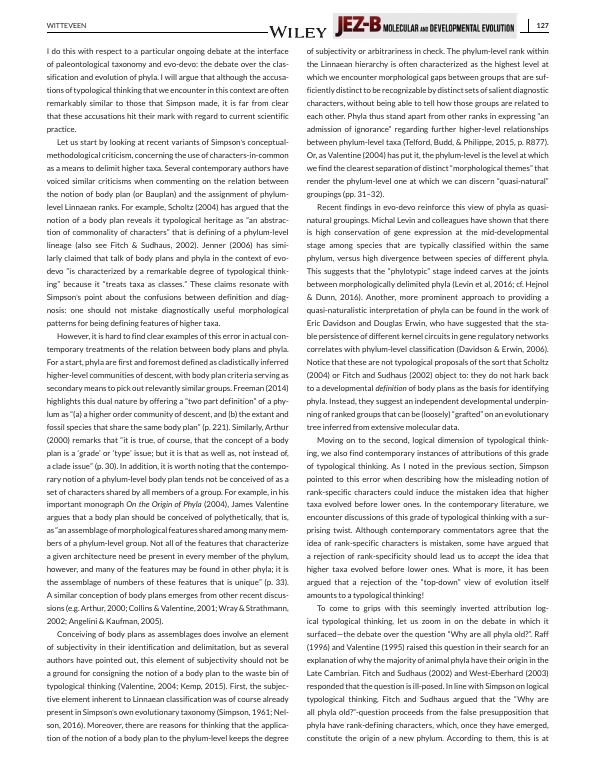 WITTEVEEN
WILEY
JEZ-B MOLECULAR AND DEVELOPMENTAL EVOLUTION
127
I do this with respect to a particular ongoing debate at the interface
of paleontological taxonomy and evo-devo: the debate over the clas-
sification and evolution of phyla. I will argue that although the accusa-
tions of typological thinking that we encounter in this context are often
remarkably similar to those that Simpson made, it is far from clear
that these accusations hit their mark with regard to current scientific
practice.
Let us start by looking at recent variants of Simpson's conceptual-
methodological criticism, concerning the use of characters-in-common
as a means to delimit higher taxa. Several contemporary authors have
voiced similar criticisms when commenting on the relation between
the notion of body plan (or Bauplan) and the assignment of phylum-
level Linnaean ranks. For example, Scholtz (2004) has argued that the
notion of a body plan reveals its typological heritage as "an abstrac-
tion of commonality of characters" that is defining of a phylum-level
lineage (also see Fitch & Sudhaus, 2002). Jenner (2006) has simi-
larly claimed that talk of body plans and phyla in the context of evo-
devo "is characterized by a remarkable degree of typological think-
ing" because it "treats taxa as classes." These claims resonate with
Simpson's point about the confusions between definition and diag-
nosis: one should not mistake diagnostically useful morphological
patterns for being defining features of higher taxa.
However, it is hard to find clear examples of this error in actual con-
temporary treatments of the relation between body plans and phyla.
For a start, phyla are first and foremost defined as cladistically inferred
higher-level communities of descent, with body plan criteria serving as
secondary means to pick out relevantly similar groups. Freeman (2014)
highlights this dual nature by offering a "two part definition" of a phy-
lum as "(a) a higher order community of descent, and (b) the extant and
fossil species that share the same body plan" (p. 221). Similarly, Arthur
(2000) remarks that "it is true, of course, that the concept of a body
plan is a 'grade' or 'type' issue; but it is that as well as, not instead of,
a clade issue" (p. 30). In addition, it is worth noting that the contempo-
rary notion of a phylum-level body plan tends not be conceived of as a
set of characters shared by all members of a group. For example, in his
important monograph On the Origin of Phyla (2004), James Valentine
argues that a body plan should be conceived of polythetically, that is,
as "an assemblage of morphological features shared among many mem-
bers of a phylum-level group. Not all of the features that characterize
a given architecture need be present in every member of the phylum,
however, and many of the features may be found in other phyla; it is
the assemblage of numbers of these features that is unique" (p. 33).
A similar conception of body plans emerges from other recent discus-
sions (e.g. Arthur, 2000; Collins & Valentine, 2001; Wray & Strathmann,
2002; Angelini & Kaufman, 2005).
Conceiving of body plans as assemblages does involve an element
of subjectivity in their identification and delimitation, but as several
authors have pointed out, this element of subjectivity should not be
a ground for consigning the notion of a body plan to the waste bin of
typological thinking (Valentine, 2004; Kemp, 2015). First, the subjec-
tive element inherent to Linnaean classification was of course already
present in Simpson's own evolutionary taxonomy (Simpson, 1961; Nel-
son, 2016). Moreover, there are reasons for thinking that the applica-
tion of the notion of a body plan to the phylum-level keeps the degree
of subjectivity or arbitrariness in check. The phylum-level rank within
the Linnaean hierarchy is often characterized as the highest level at
which we encounter morphological gaps between groups that are suf-
ficiently distinct to be recognizable by distinct sets of salient diagnostic
characters, without being able to tell how those groups are related to
each other. Phyla thus stand apart from other ranks in expressing "an
admission of ignorance" regarding further higher-level relationships
between phylum-level taxa (Telford, Budd, & Philippe, 2015, p. R877).
Or, as Valentine (2004) has put it, the phylum-level is the level at which
we find the clearest separation of distinct "morphological themes" that
render the phylum-level one at which we can discern "quasi-natural"
groupings (pp. 31–32).
Recent findings in evo-devo reinforce this view of phyla as quasi-
natural groupings. Michal Levin and colleagues have shown that there
is high conservation of gene expression at the mid-developmental
stage among species that are typically classified within the same
phylum, versus high divergence between species of different phyla.
This suggests that the "phylotypic" stage indeed carves at the joints
between morphologically delimited phyla (Levin et al, 2016; cf. Hejnol
& Dunn, 2016). Another, more prominent approach to providing a
quasi-naturalistic interpretation of phyla can be found in the work of
Eric Davidson and Douglas Erwin, who have suggested that the sta-
ble persistence of different kernel circuits in gene regulatory networks
correlates with phylum-level classification (Davidson & Erwin, 2006).
Notice that these are not typological proposals of the sort that Scholtz
(2004) or Fitch and Sudhaus (2002) object to: they do not hark back
to a developmental definition of body plans as the basis for identifying
phyla. Instead, they suggest an independent developmental underpin-
ning of ranked groups that can be (loosely) "grafted" on an evolutionary
tree inferred from extensive molecular data.
Moving on to the second, logical dimension of typological think-
ing, we also find contemporary instances of attributions of this grade
of typological thinking. As I noted in the previous section, Simpson
pointed to this error when describing how the misleading notion of
rank-specific characters could induce the mistaken idea that higher
taxa evolved before lower ones. In the contemporary literature, we
encounter discussions of this grade of typological thinking with a sur-
prising twist. Although contemporary commentators agree that the
idea of rank-specific characters is mistaken, some have argued that
a rejection of rank-specificity should lead us to accept the idea that
higher taxa evolved before lower ones. What is more, it has been
argued that a rejection of the "top-down" view of evolution itself
amounts to a typological thinking!
To come to grips with this seemingly inverted attribution log-
ical typological thinking, let us zoom in on the debate in which it
surfaced—the debate over the question "Why are all phyla old?". Raff
(1996) and Valentine (1995) raised this question in their search for an
explanation of why the majority of animal phyla have their origin in the
Late Cambrian. Fitch and Sudhaus (2002) and West-Eberhard (2003)
responded that the question is ill-posed. In line with Simpson on logical
typological thinking, Fitch and Sudhaus argued that the "Why are
all phyla old?"-question proceeds from the false presupposition that
phyla have rank-defining characters, which, once they have emerged,
constitute the origin of a new phylum. According to them, this is at